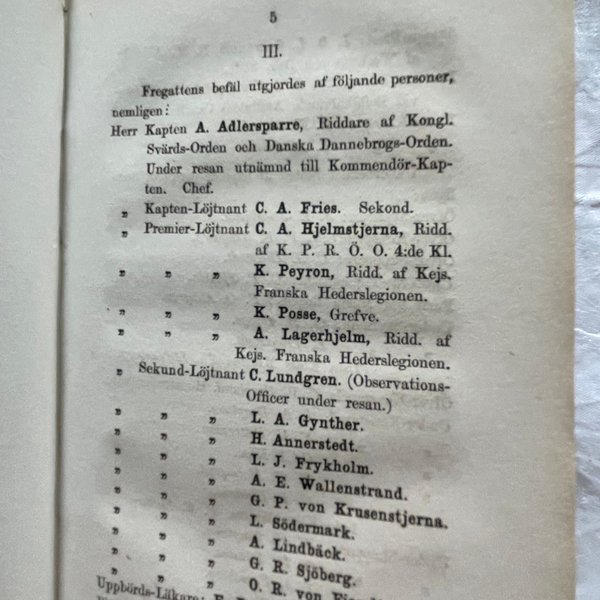 5
III.
Fregattens befäl utgjordes af följande personer,
nemligen:
Herr Kapten A. Adlersparre, Riddare af Kongl.
Svärds-Orden och Danska Dannebrogs-Orden.
Under resan utnämnd till Kommendör-Kap-
ten. Chef.
„ Kapten-Löjtnant C. A. Fries. Sekond.
„ Premier-Löjtnant C. A. Hjelmstjerna, Ridd.
af K. P. R. Ö. O. 4:de Kl.
„ „ „ K. Peyron, Ridd. af Kejs.
Franska Hederslegionen.
„ „ „ K. Posse, Grefve.
„ „ „ A. Lagerhjelm, Ridd. af
Kejs. Franska Hederslegionen.
„ Sekund-Löjtnant C. Lundgren. (Observations-
Officer under resan.)
„ „ „ L. A. Gynther.
„ „ „ H. Annerstedt.
„ „ „ L. J. Frykholm.
„ „ „ A. E. Wallenstrand.
„ „ „ G. P. von Krusenstjerna.
„ „ „ L. Södermark.
„ „ „ A. Lindbäck.
„ „ „ G. R. Sjöberg.
„ „ „ O. R. von
Uppbörds-Läkare: